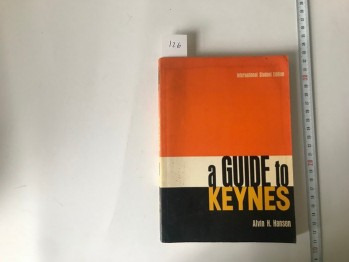 126
International Student Edition
a GUIDE to
KEYNES
Alvin H. Hansen